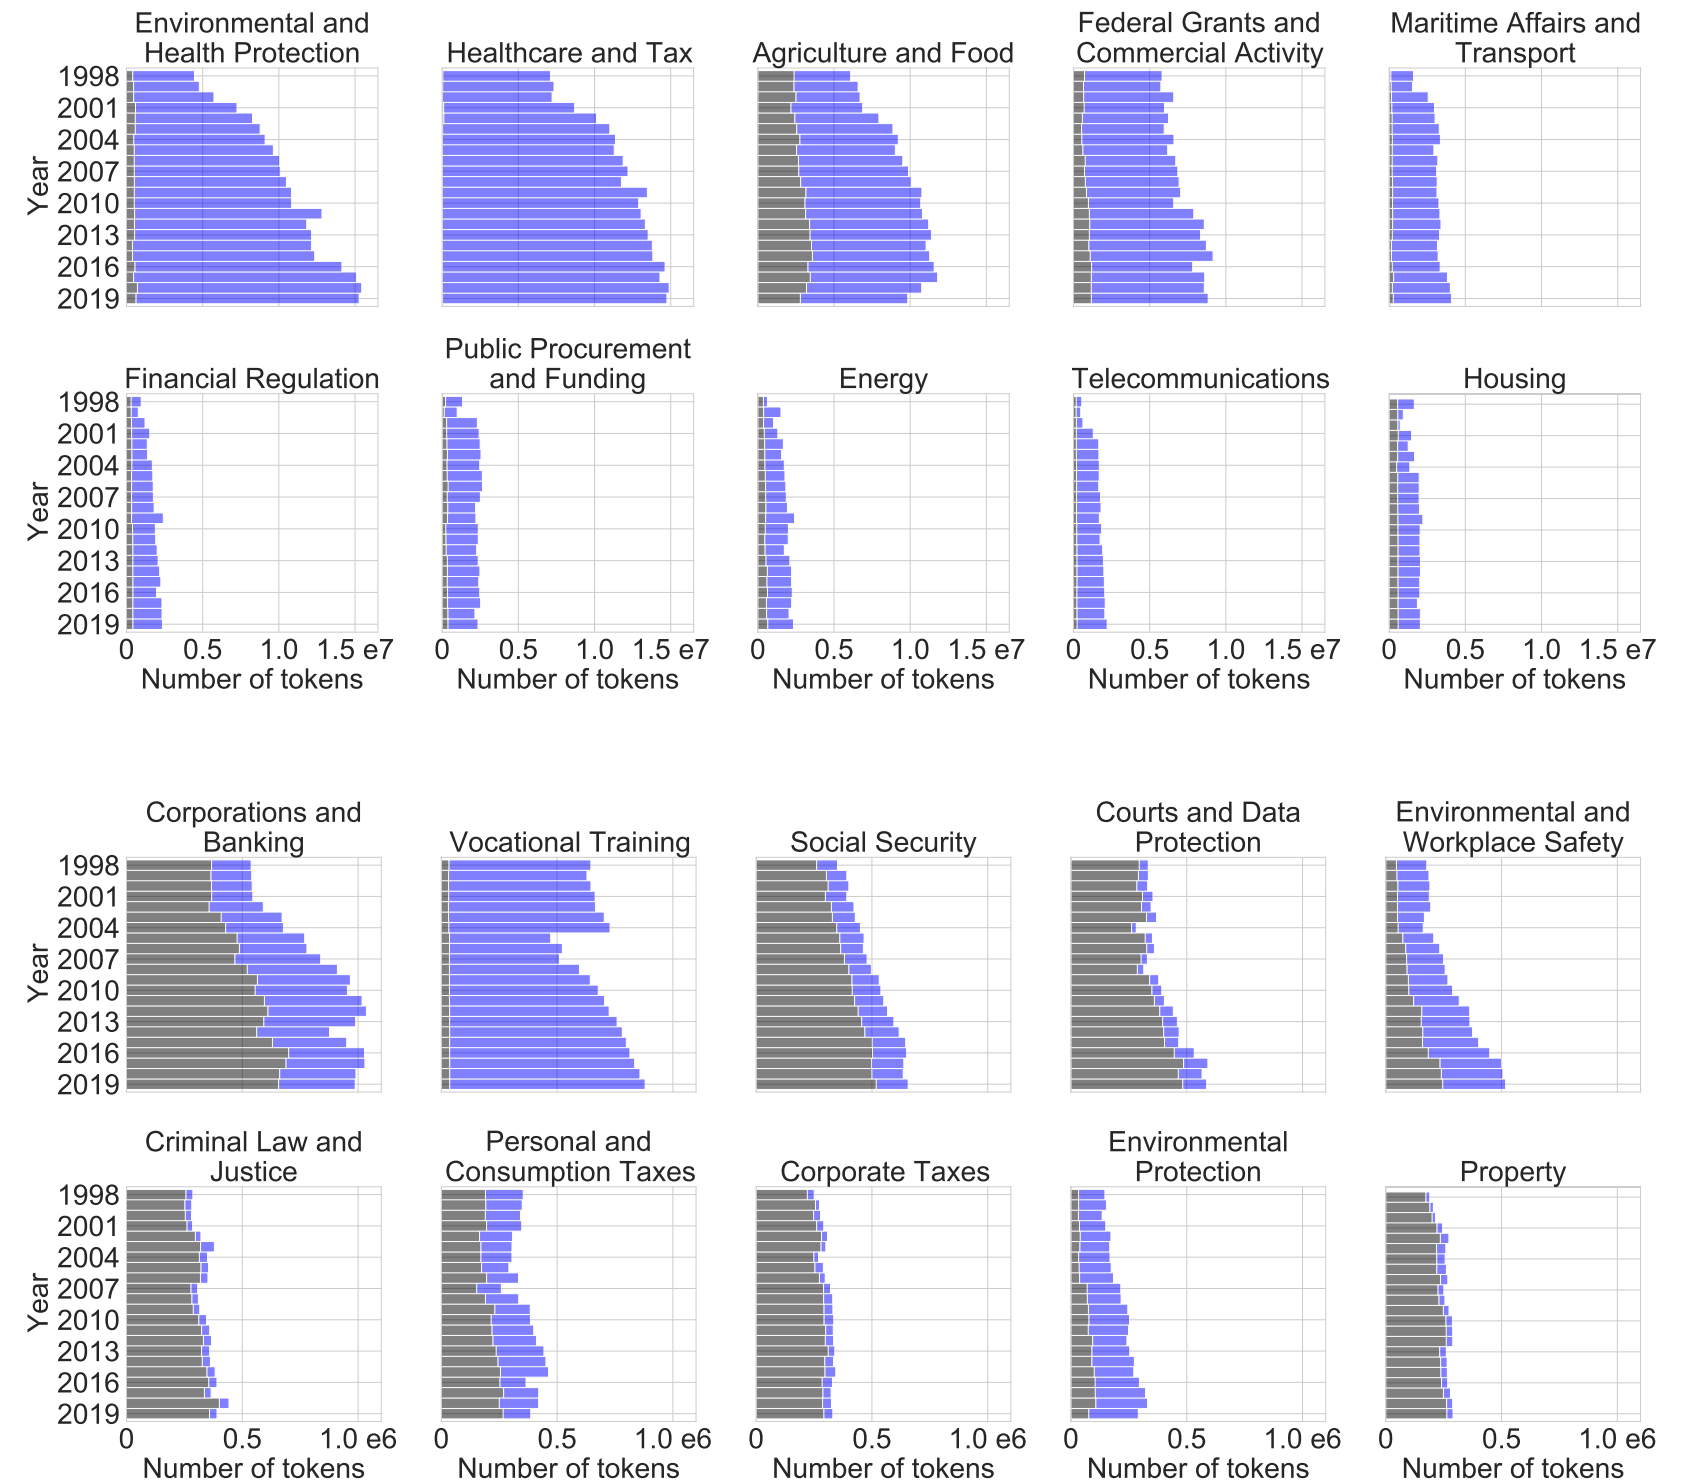 Environmental and
Health Protection
Healthcare and Tax
Agriculture and Food
Federal Grants and
Commercial Activity
Maritime Affairs and
Transport
Year
1998
2001
2004
2007
2010
2013
2016
2019
Financial Regulation
Public Procurement
and Funding
Energy
Telecommunications
Housing
Year
1998
2001
2004
2007
2010
2013
2016
2019
0 0.5 1.0 1.5 e7
Number of tokens
0 0.5 1.0 1.5 e7
Number of tokens
0 0.5 1.0 1.5 e7
Number of tokens
0 0.5 1.0 1.5 e7
Number of tokens
0 0.5 1.0 1.5 e7
Number of tokens
Corporations and
Banking
Vocational Training
Social Security
Courts and Data
Protection
Environmental and
Workplace Safety
Year
1998
2001
2004
2007
2010
2013
2016
2019
Criminal Law and
Justice
Personal and
Consumption Taxes
Corporate Taxes
Environmental
Protection
Property
Year
1998
2001
2004
2007
2010
2013
2016
2019
0 0.5 1.0 e6
Number of tokens
0 0.5 1.0 e6
Number of tokens
0 0.5 1.0 e6
Number of tokens
0 0.5 1.0 e6
Number of tokens
0 0.5 1.0 e6
Number of tokens